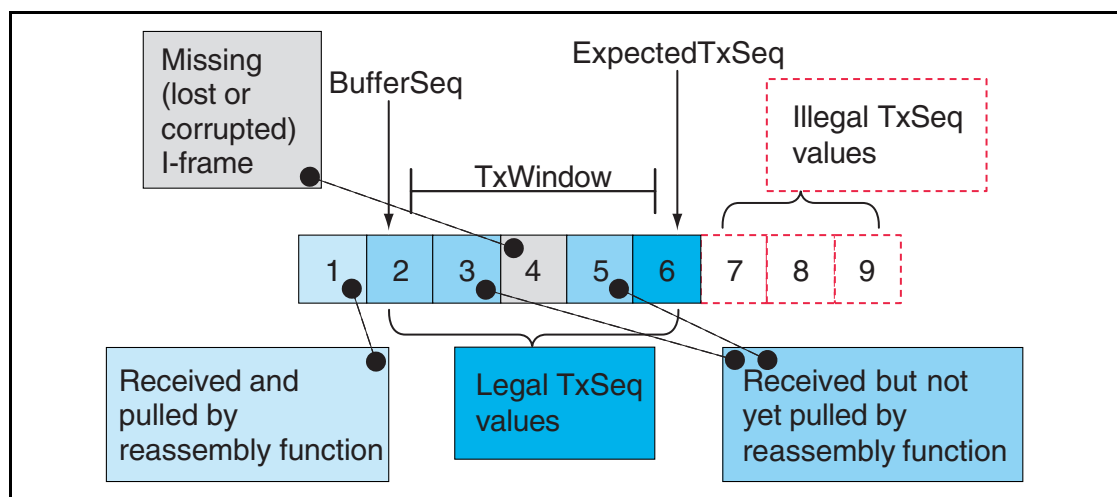 Missing
(lost or
corrupted)
I-frame
BufferSeq
ExpectedTxSeq
TxWindow
Illegal TxSeq
values
1 2 3 4 5 6 7 8 9
Received and
pulled by
reassembly function
Legal TxSeq
values
Received but not
yet pulled by
reassembly function